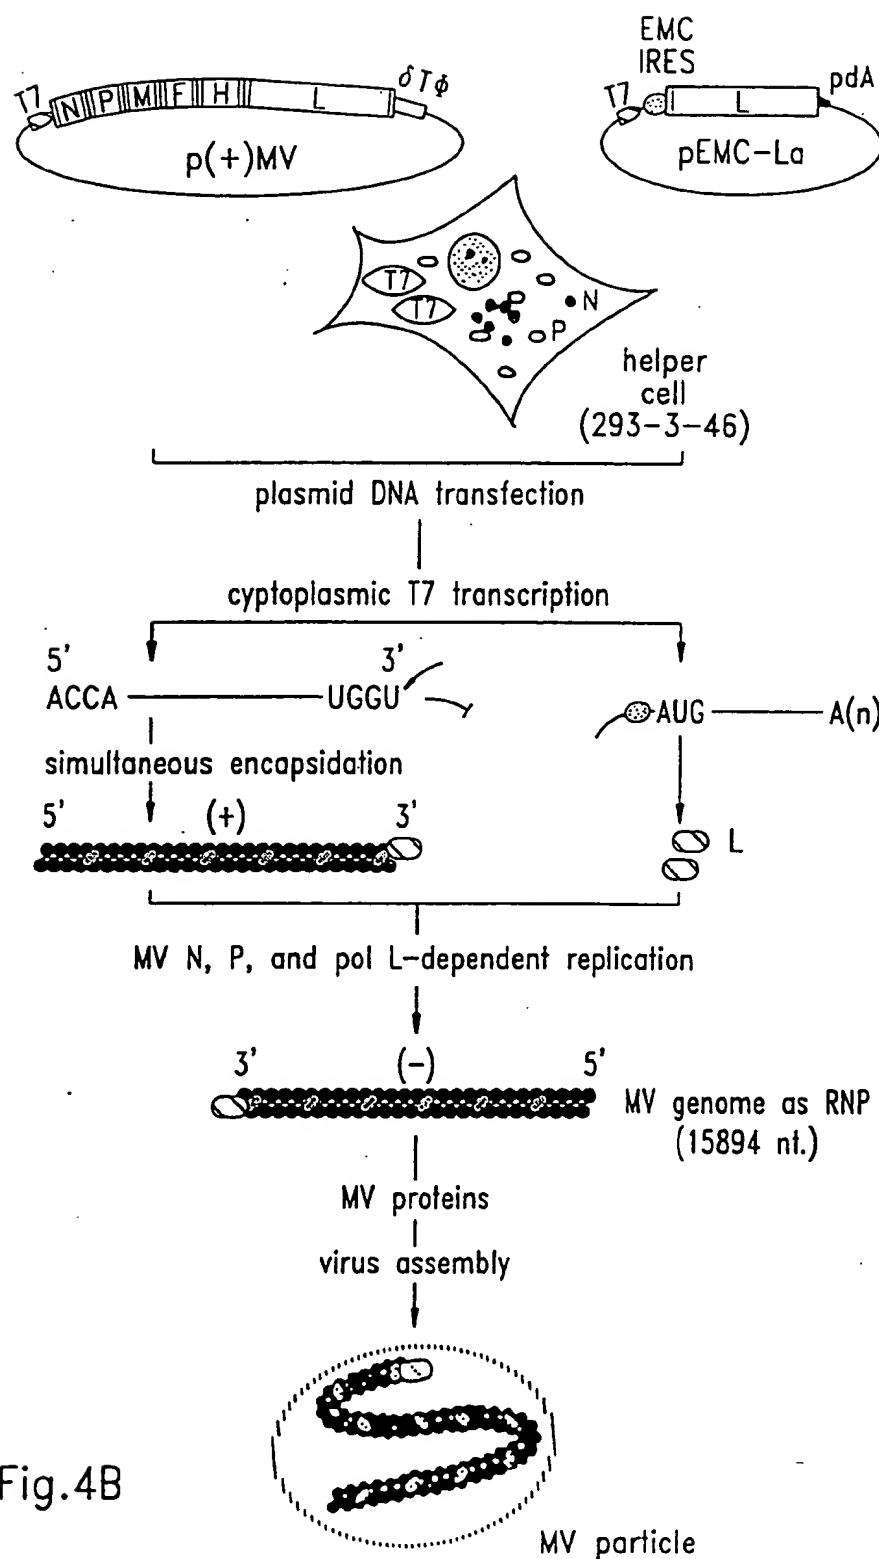 EMC
IRES
T7 N P M F H L δTϕ
T7 L pdA
p(+)MV
pEMC-La
T7
T7
N
P
helper
cell
(293-3-46)
plasmid DNA transfection
cyptoplasmic T7 transcription
5' 3'
ACCA UGGU
AUG A(n)
simultaneous encapsidation
5' (+) 3'
L
MV N, P, and pol L-dependent replication
3' (-) 5'
MV genome as RNP
(15894 nt.)
MV proteins
virus assembly
Fig.4B
MV particle